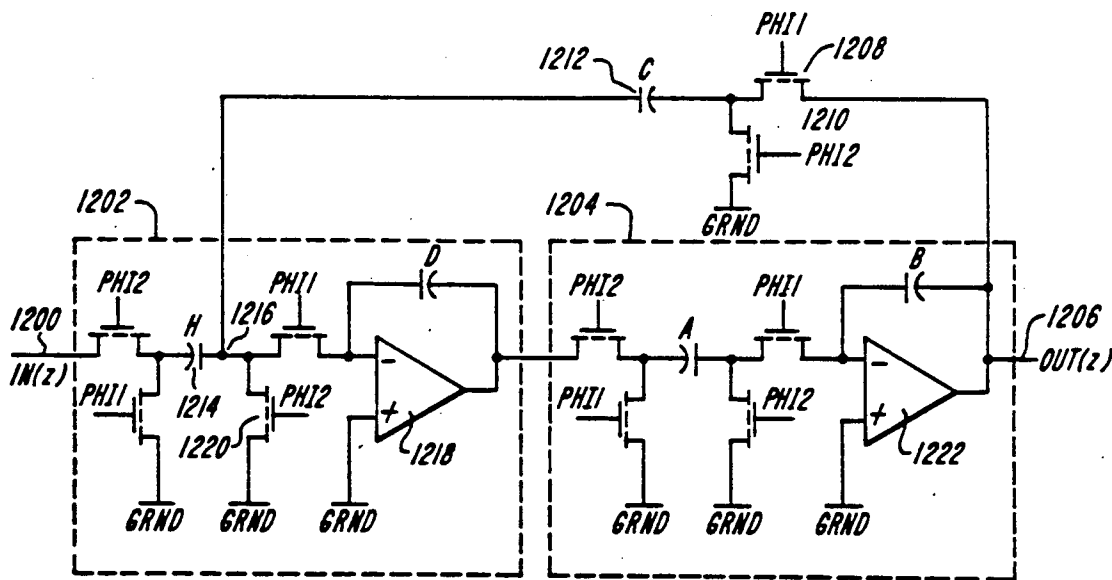 PHI1
1212
C
1208
1210
PHI2
GRND
1202
1204
D
B
PHI2
PHI1
PHI2
PHI1
1200
H
1216
A
1206
IN(z)
OUT(z)
PHI1
1214
PHI2
PHI1
PHI2
1220
1218
1222
-
+
-
+
GRND
GRND
GRND
GRND
GRND
GRND